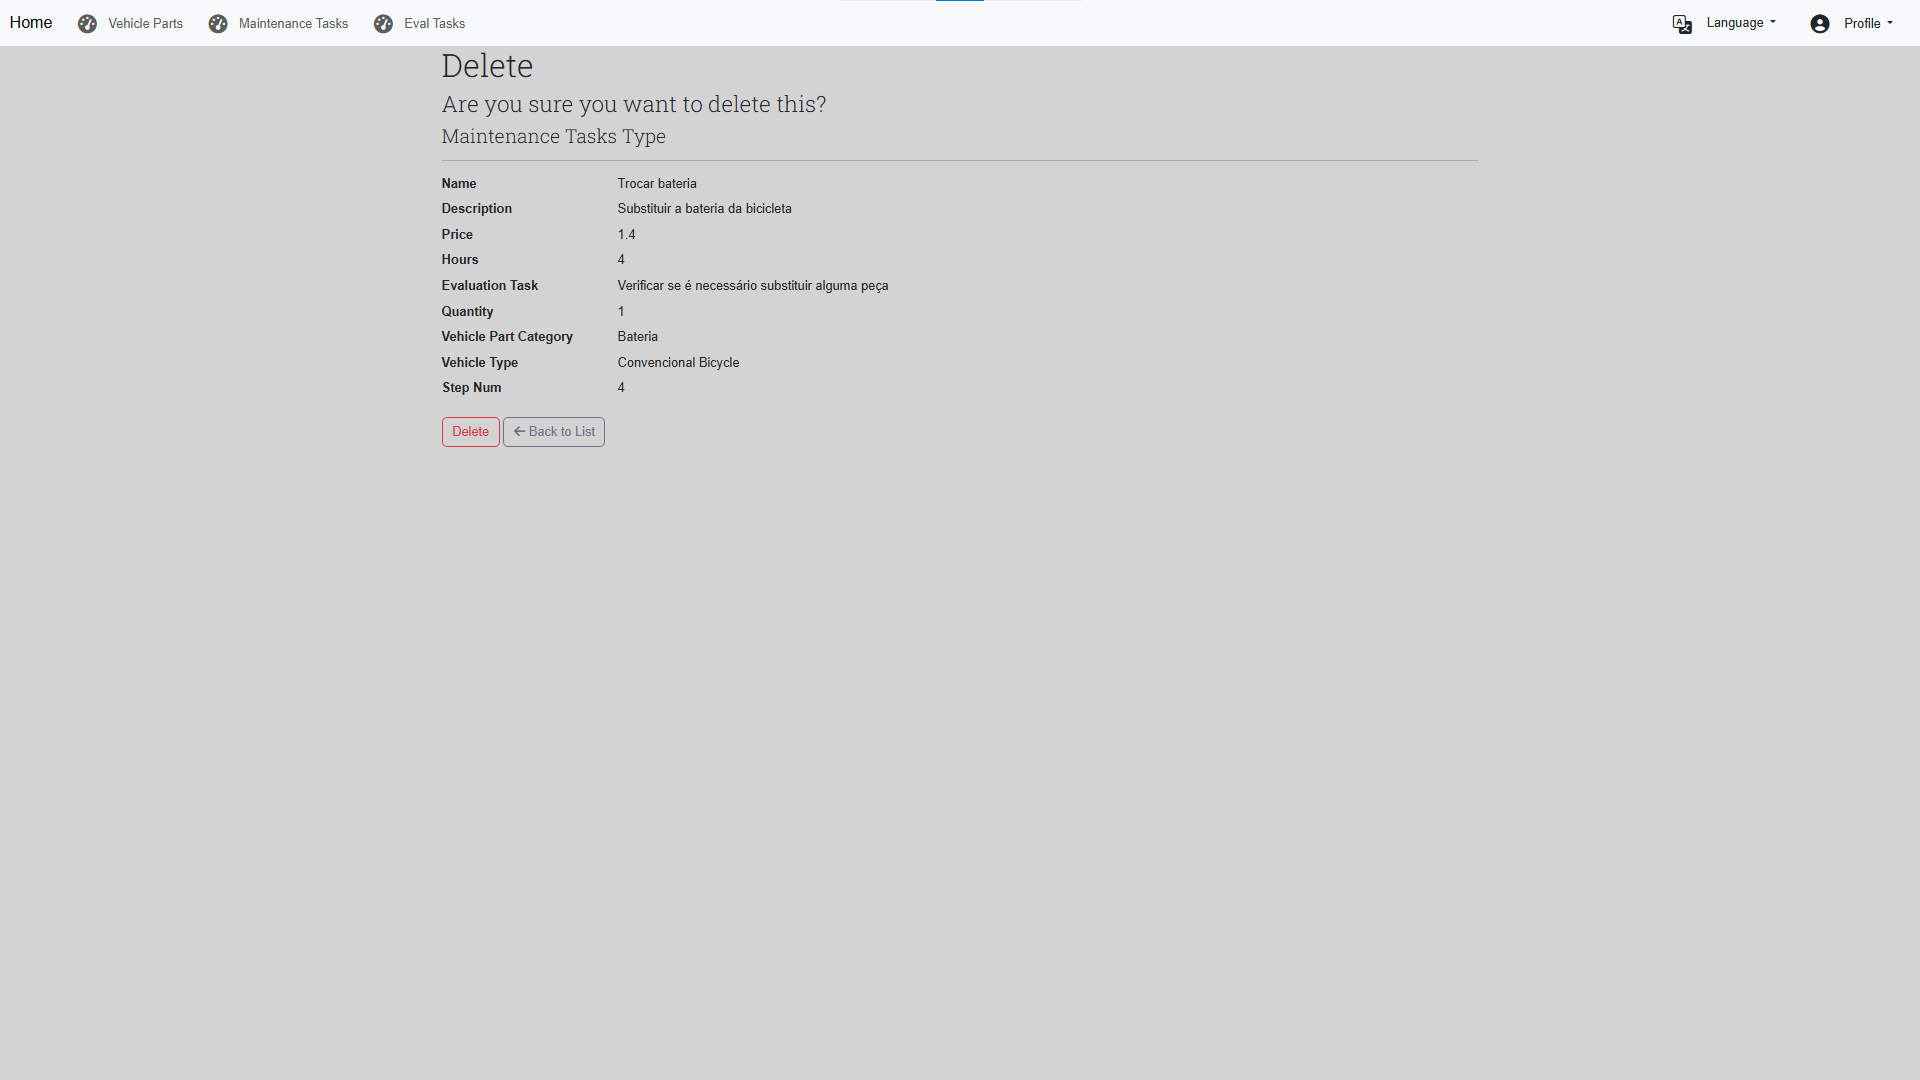 Home Vehicle Parts Maintenance Tasks Eval Tasks Language Profile
Delete
Are you sure you want to delete this?
Maintenance Tasks Type
Name Trocar bateria
Description Substituir a bateria da bicicleta
Price 1.4
Hours 4
Evaluation Task Verificar se é necessário substituir alguma peça
Quantity 1
Vehicle Part Category Bateria
Vehicle Type Convencional Bicycle
Step Num 4
Delete Back to List